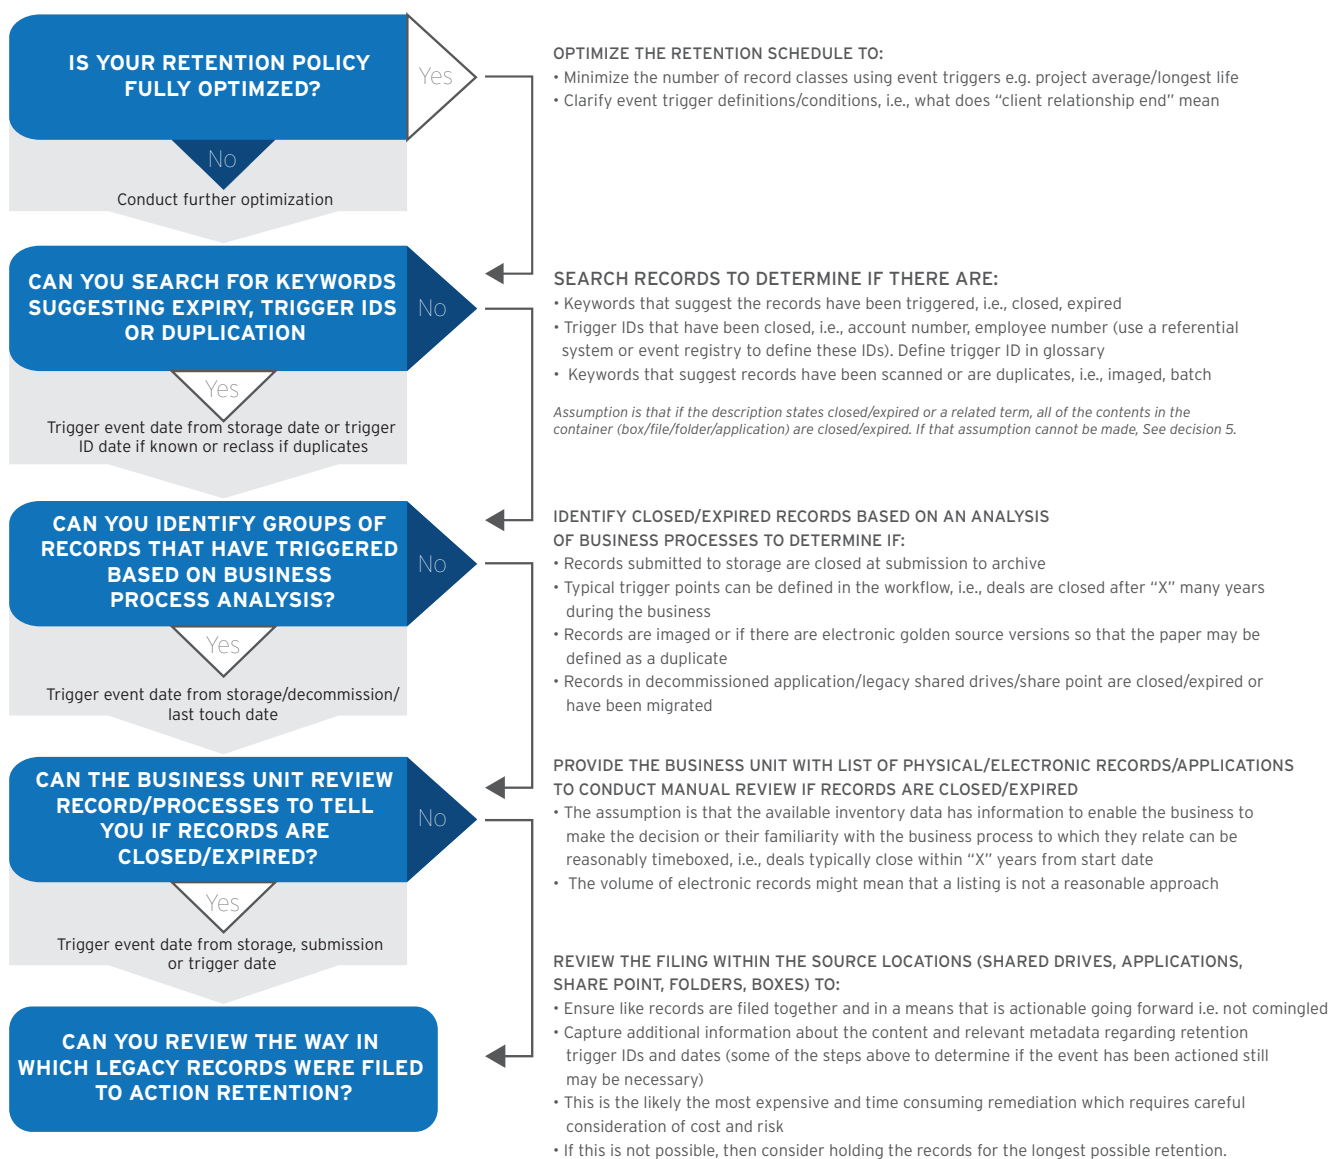 IS YOUR RETENTION POLICY
FULLY OPTIMZED?
Yes
No
Conduct further optimization
OPTIMIZE THE RETENTION SCHEDULE TO:
• Minimize the number of record classes using event triggers e.g. project average/longest life
• Clarify event trigger definitions/conditions, i.e., what does “client relationship end” mean
CAN YOU SEARCH FOR KEYWORDS
SUGGESTING EXPIRY, TRIGGER IDS
OR DUPLICATION
No
Yes
Trigger event date from storage date or trigger
ID date if known or reclass if duplicates
SEARCH RECORDS TO DETERMINE IF THERE ARE:
• Keywords that suggest the records have been triggered, i.e., closed, expired
• Trigger IDs that have been closed, i.e., account number, employee number (use a referential
system or event registry to define these IDs). Define trigger ID in glossary
• Keywords that suggest records have been scanned or are duplicates, i.e., imaged, batch
Assumption is that if the description states closed/expired or a related term, all of the contents in the
container (box/file/folder/application) are closed/expired. If that assumption cannot be made, See decision 5.
CAN YOU IDENTIFY GROUPS OF
RECORDS THAT HAVE TRIGGERED
BASED ON BUSINESS
PROCESS ANALYSIS?
No
Yes
Trigger event date from storage/decommission/
last touch date
IDENTIFY CLOSED/EXPIRED RECORDS BASED ON AN ANALYSIS
OF BUSINESS PROCESSES TO DETERMINE IF:
• Records submitted to storage are closed at submission to archive
• Typical trigger points can be defined in the workflow, i.e., deals are closed after “X” many years
during the business
• Records are imaged or if there are electronic golden source versions so that the paper may be
defined as a duplicate
• Records in decommissioned application/legacy shared drives/share point are closed/expired or
have been migrated
CAN THE BUSINESS UNIT REVIEW
RECORD/PROCESSES TO TELL
YOU IF RECORDS ARE
CLOSED/EXPIRED?
No
Yes
Trigger event date from storage, submission
or trigger date
PROVIDE THE BUSINESS UNIT WITH LIST OF PHYSICAL/ELECTRONIC RECORDS/APPLICATIONS
TO CONDUCT MANUAL REVIEW IF RECORDS ARE CLOSED/EXPIRED
• The assumption is that the available inventory data has information to enable the business to
make the decision or their familiarity with the business process to which they relate can be
reasonably timeboxed, i.e., deals typically close within “X” years from start date
• The volume of electronic records might mean that a listing is not a reasonable approach
CAN YOU REVIEW THE WAY IN
WHICH LEGACY RECORDS WERE FILED
TO ACTION RETENTION?
REVIEW THE FILING WITHIN THE SOURCE LOCATIONS (SHARED DRIVES, APPLICATIONS,
SHARE POINT, FOLDERS, BOXES) TO:
• Ensure like records are filed together and in a means that is actionable going forward i.e. not comingled
• Capture additional information about the content and relevant metadata regarding retention
trigger IDs and dates (some of the steps above to determine if the event has been actioned still
may be necessary)
• This is the likely the most expensive and time consuming remediation which requires careful
consideration of cost and risk
• If this is not possible, then consider holding the records for the longest possible retention.